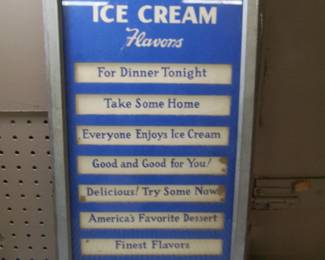 ICE CREAM
Flavors
For Dinner Tonight
Take Some Home
Everyone Enjoys Ice Cream
Good and Good for You!
Delicious! Try Some Now
America's Favorite Dessert
Finest Flavors